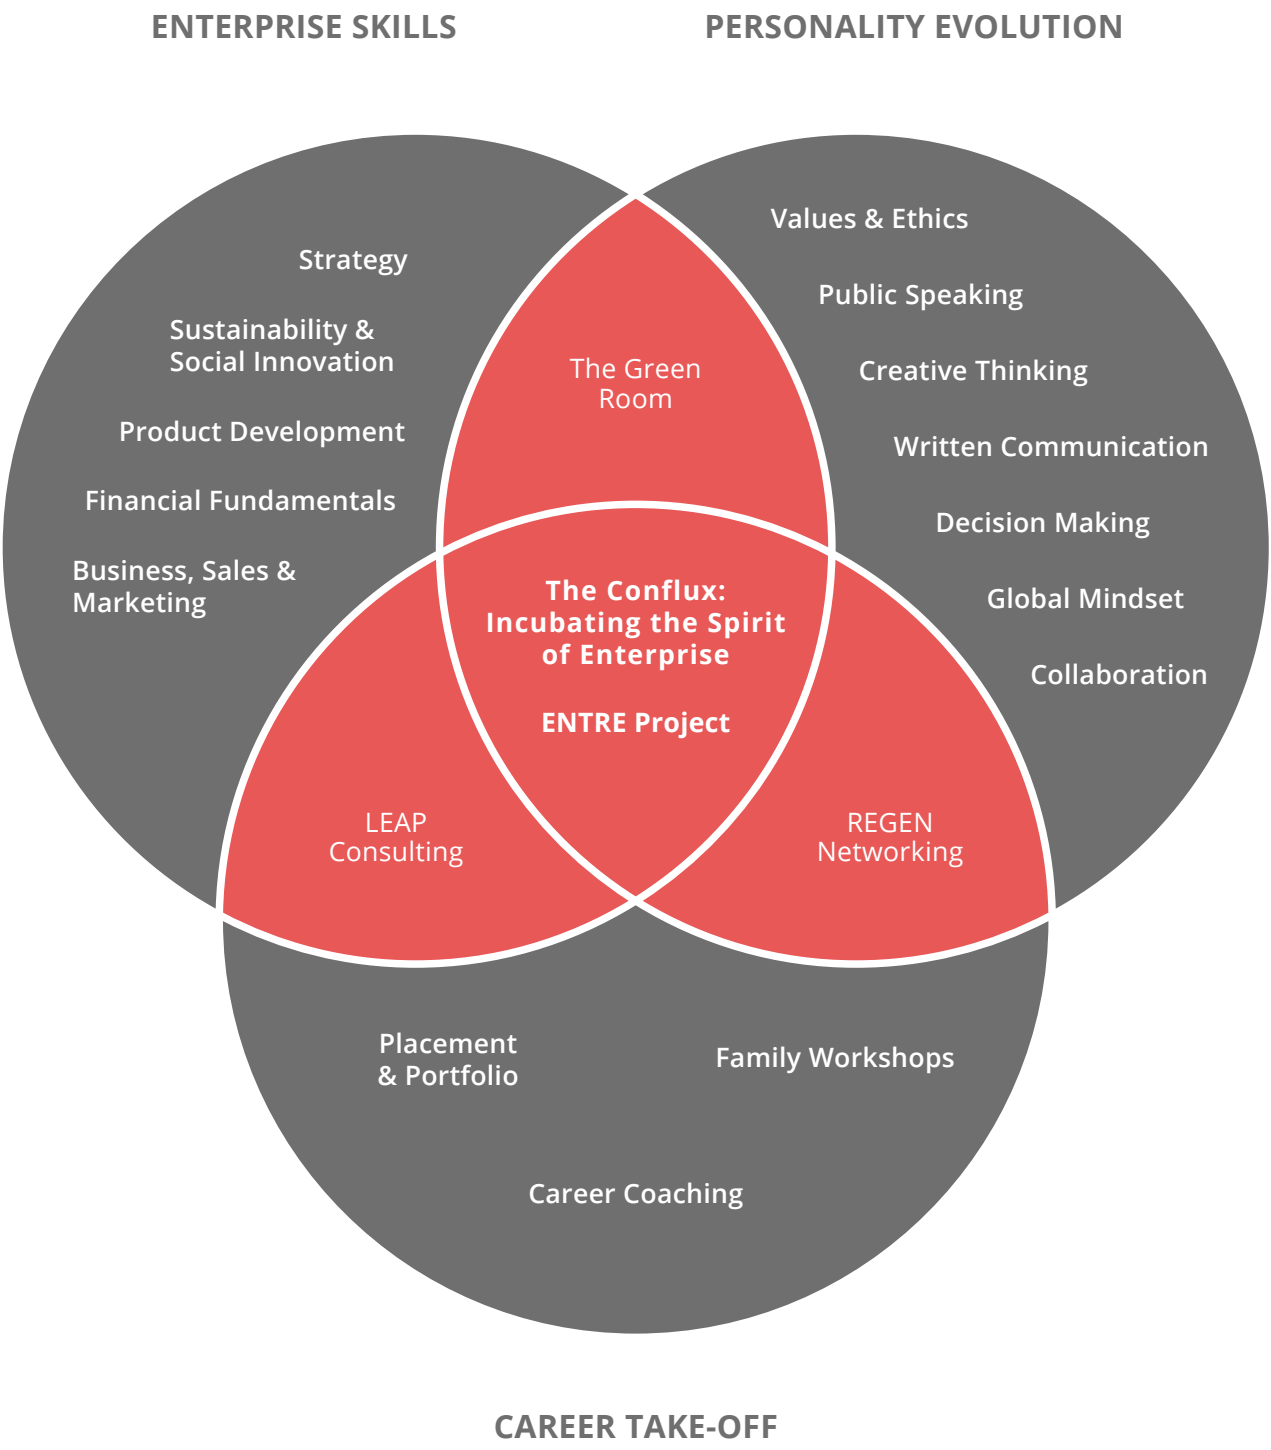 ENTERPRISE SKILLS
PERSONALITY EVOLUTION
Strategy
Sustainability &
Social Innovation
Product Development
Financial Fundamentals
Business, Sales &
Marketing
The Green
Room
Values & Ethics
Public Speaking
Creative Thinking
Written Communication
Decision Making
Global Mindset
Collaboration
The Conflux:
Incubating the Spirit
of Enterprise
ENTRE Project
LEAP
Consulting
REGEN
Networking
Placement
& Portfolio
Family Workshops
Career Coaching
CAREER TAKE-OFF